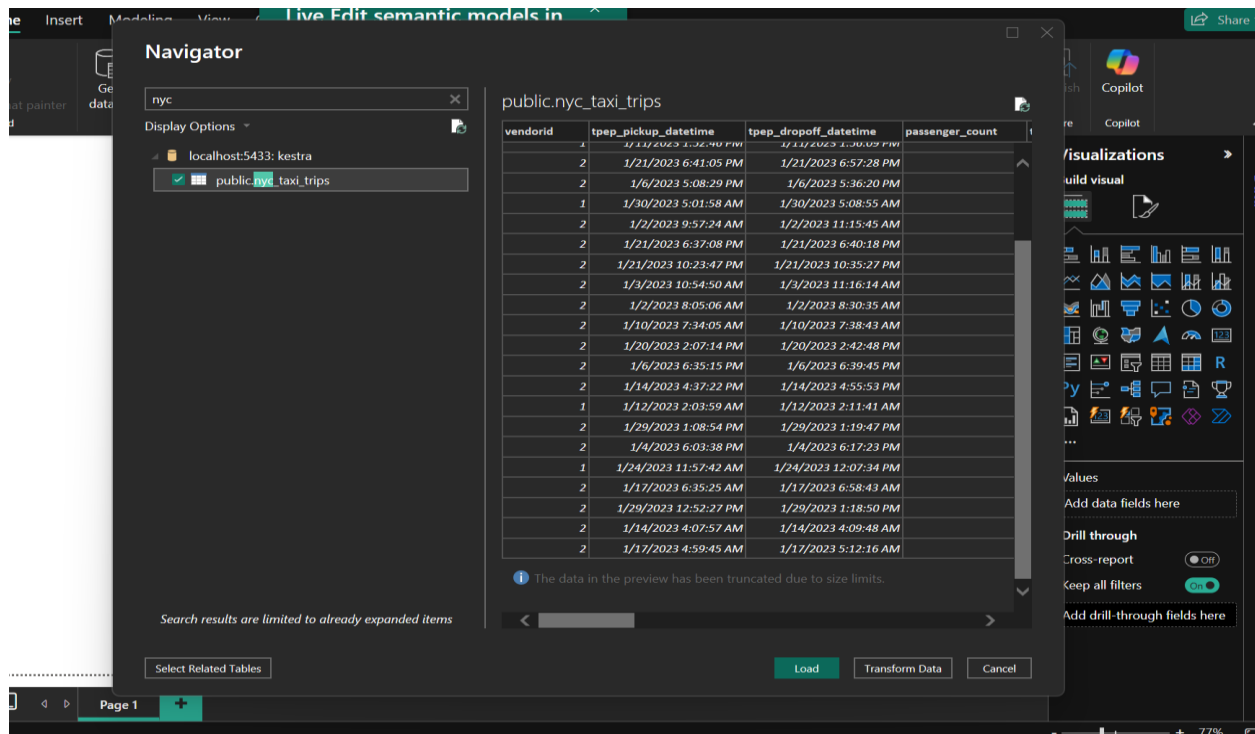 Insert
Live Edit semantic models in
Share
Navigator
nyc
Display Options
localhost:5433: kestra
public.nyc_taxi_trips
Search results are limited to already expanded items
Select Related Tables
public.nyc_taxi_trips
vendorid tpep_pickup_datetime tpep_dropoff_datetime passenger_count
2 1/21/2023 6:41:05 PM 1/21/2023 6:57:28 PM
2 1/6/2023 5:08:29 PM 1/6/2023 5:36:20 PM
1 1/30/2023 5:01:58 AM 1/30/2023 5:08:55 AM
2 1/2/2023 9:57:24 AM 1/2/2023 11:15:45 AM
2 1/21/2023 6:37:08 PM 1/21/2023 6:40:18 PM
2 1/21/2023 10:23:47 PM 1/21/2023 10:35:27 PM
2 1/3/2023 10:54:50 AM 1/3/2023 11:16:14 AM
2 1/2/2023 8:05:06 AM 1/2/2023 8:30:35 AM
2 1/10/2023 7:34:05 AM 1/10/2023 7:38:43 AM
2 1/20/2023 2:07:14 PM 1/20/2023 2:42:48 PM
2 1/6/2023 6:35:15 PM 1/6/2023 6:39:45 PM
2 1/14/2023 4:37:22 PM 1/14/2023 4:55:53 PM
1 1/12/2023 2:03:59 AM 1/12/2023 2:11:41 AM
2 1/29/2023 1:08:54 PM 1/29/2023 1:19:47 PM
2 1/4/2023 6:03:38 PM 1/4/2023 6:17:23 PM
1 1/24/2023 11:57:42 AM 1/24/2023 12:07:34 PM
2 1/17/2023 6:35:25 AM 1/17/2023 6:58:43 AM
2 1/29/2023 12:52:27 PM 1/29/2023 1:18:50 PM
2 1/14/2023 4:07:57 AM 1/14/2023 4:09:48 AM
2 1/17/2023 4:59:45 AM 1/17/2023 5:12:16 AM
The data in the preview has been truncated due to size limits.
Load Transform Data Cancel
Copilot
Copilot
isualizations
uild visual
123
R
Py
123
Values
Add data fields here
Drill through
Cross-report Off
Keep all filters On
Add drill-through fields here
Page 1
77%